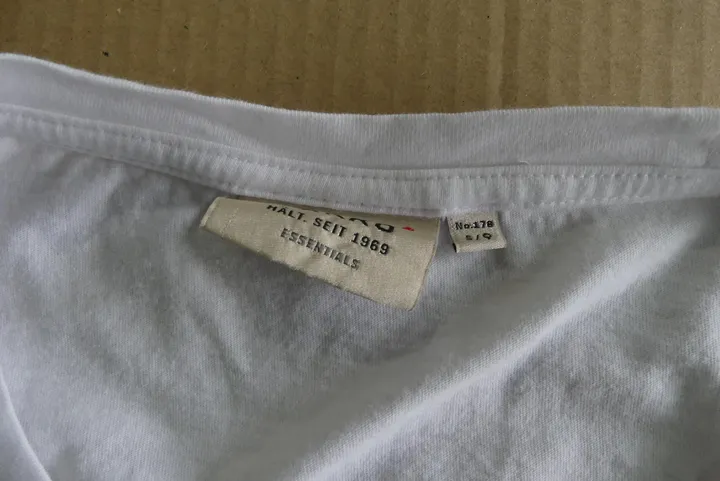 HALT. SEIT 1969
ESSENTIALS
No.178
S/Q